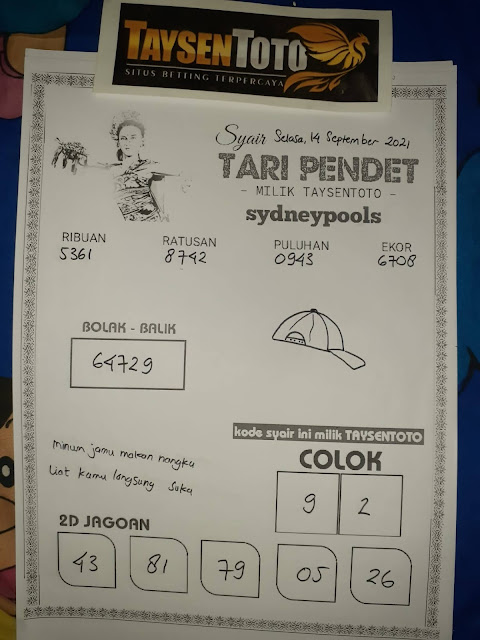 TAYSENTOTO
SITUS BETTING TERPERCAYA
Syair Selasa, 14 September 2021
TARI PENDET
- MILIK TAYSENTOTO -
sydneypools
RIBUAN RATUSAN PULUHAN EKOR
5361 8742 0943 6708
BOLAK - BALIK
64729
kode syair ini milik TAYSENTOTO
minum jamu makan nangka
Liat kamu langsung suka
COLOK
9 2
2D JAGOAN
43 81 79 05 26